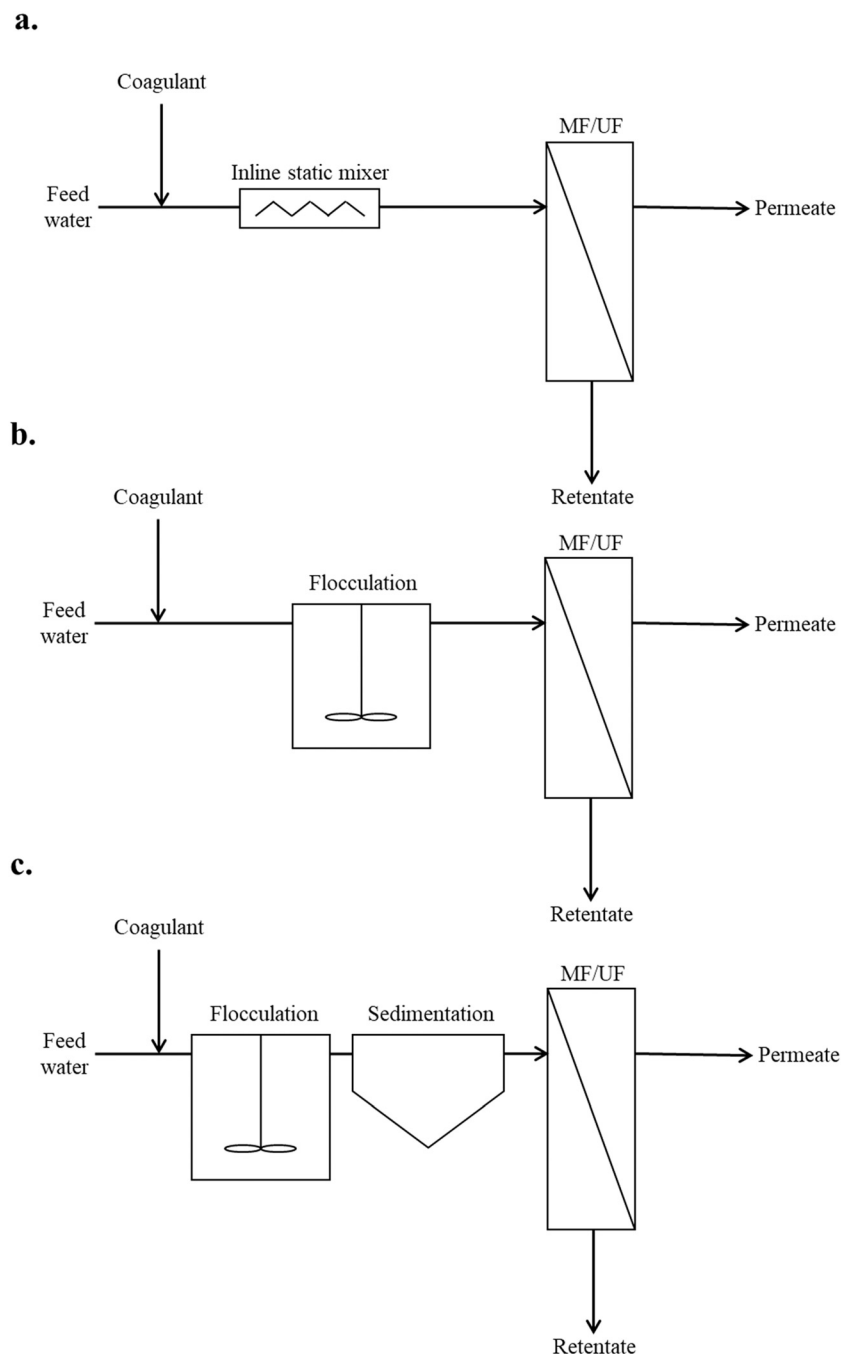 a.
Coagulant
MF/UF
Inline static mixer
Feed
water
Permeate
Retentate
b.
Coagulant
MF/UF
Flocculation
Feed
water
Permeate
Retentate
c.
Coagulant
MF/UF
Flocculation
Sedimentation
Feed
water
Permeate
Retentate